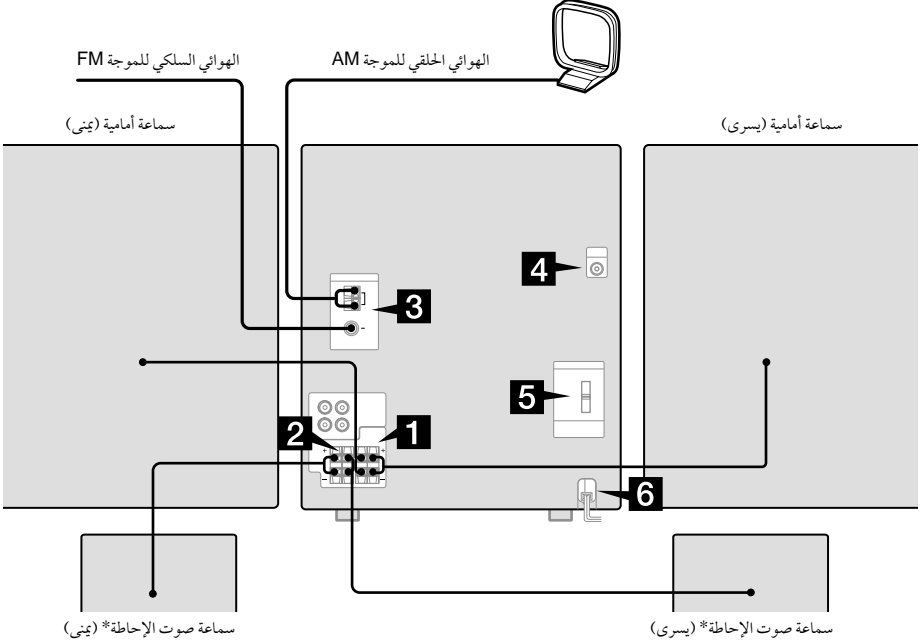 الهوائي السلكي للموجة FM
الهوائي الحلقي للموجة AM
سماعة أمامية (يمنى)
سماعة أمامية (يسرى)
4
3
-
5
1
2
+
+
–
–
6
سماعة صوت الإحاطة* (يمنى)
سماعة صوت الإحاطة* (يسرى)